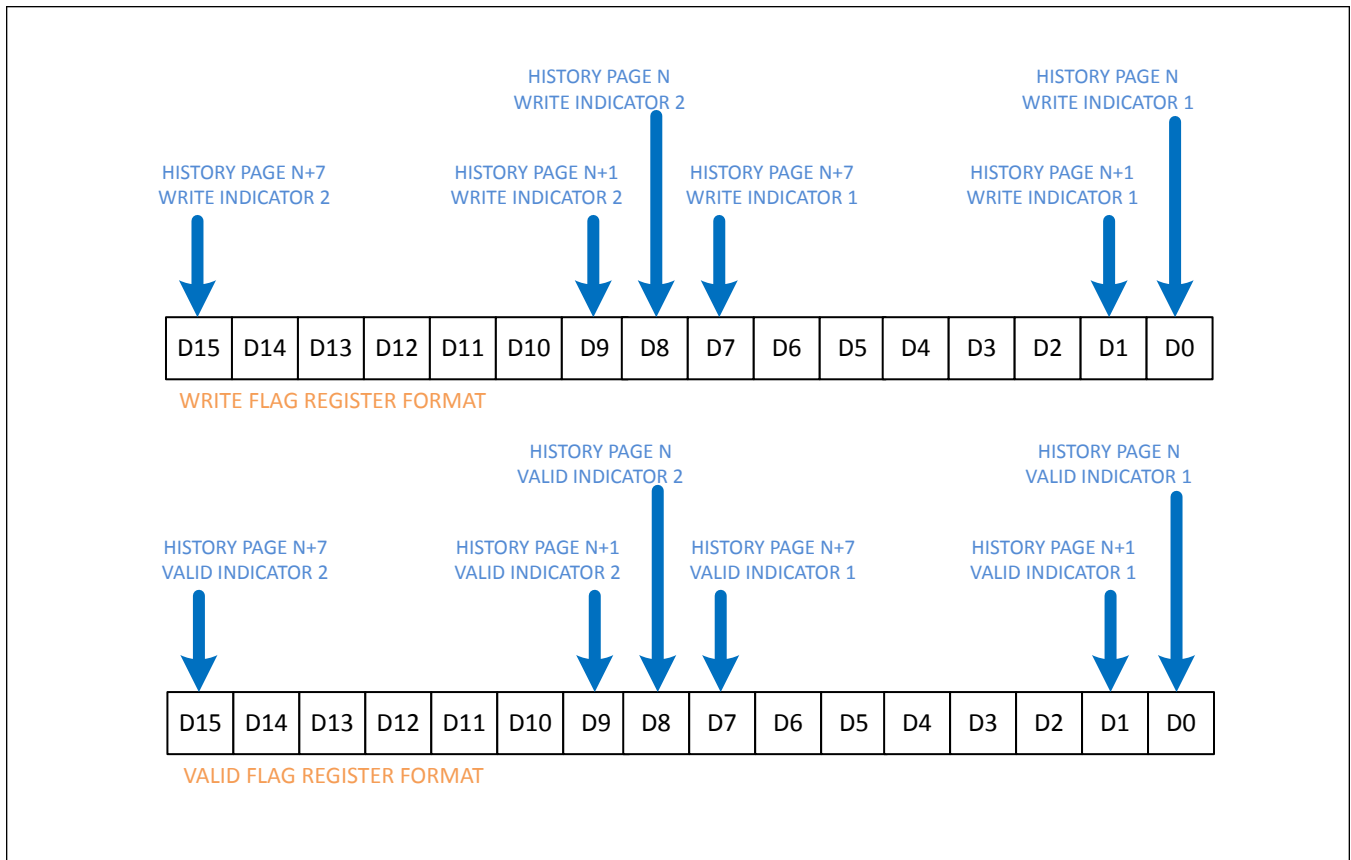 HISTORY PAGE N
WRITE INDICATOR 2
HISTORY PAGE N
WRITE INDICATOR 1
HISTORY PAGE N+7
WRITE INDICATOR 2
HISTORY PAGE N+1
WRITE INDICATOR 2
HISTORY PAGE N+7
WRITE INDICATOR 1
HISTORY PAGE N+1
WRITE INDICATOR 1
D15 D14 D13 D12 D11 D10 D9 D8 D7 D6 D5 D4 D3 D2 D1 D0
WRITE FLAG REGISTER FORMAT
HISTORY PAGE N
VALID INDICATOR 2
HISTORY PAGE N
VALID INDICATOR 1
HISTORY PAGE N+7
VALID INDICATOR 2
HISTORY PAGE N+1
VALID INDICATOR 2
HISTORY PAGE N+7
VALID INDICATOR 1
HISTORY PAGE N+1
VALID INDICATOR 1
D15 D14 D13 D12 D11 D10 D9 D8 D7 D6 D5 D4 D3 D2 D1 D0
VALID FLAG REGISTER FORMAT